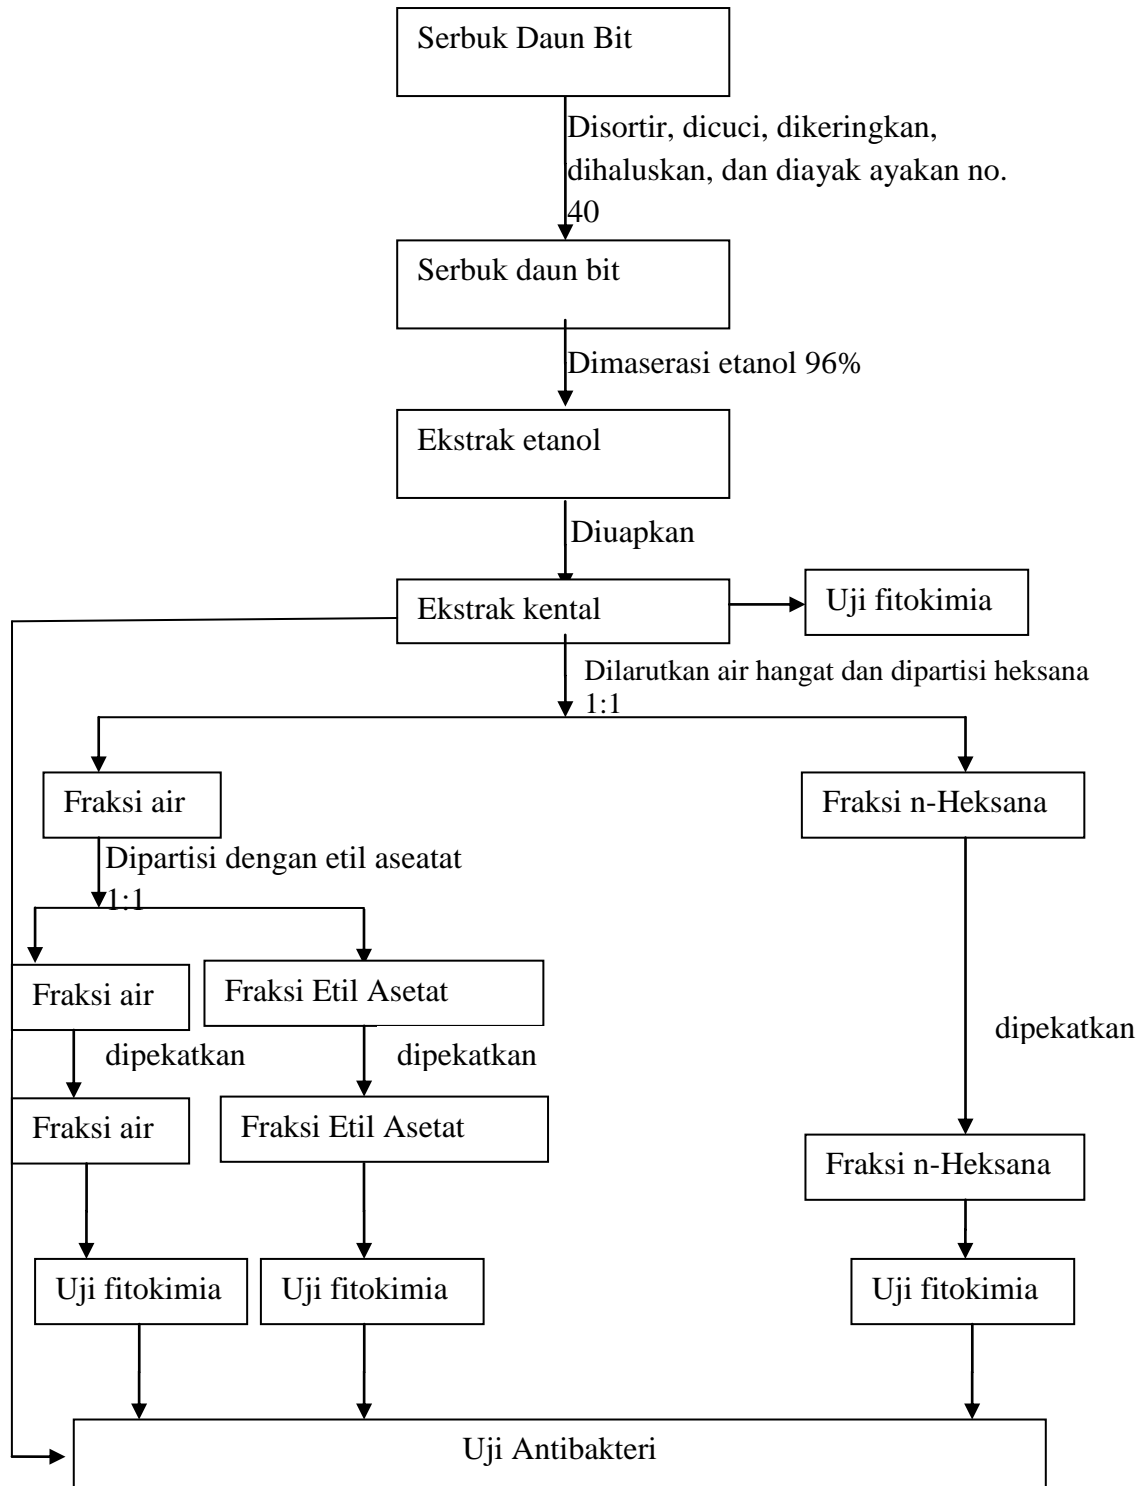 Serbuk Daun Bit
Disortir, dicuci, dikeringkan,
dihaluskan, dan diayak ayakan no.
40
Serbuk daun bit
Dimaserasi etanol 96%
Ekstrak etanol
Diuapkan
Ekstrak kental
Uji fitokimia
Dilarutkan air hangat dan dipartisi heksana
1:1
Fraksi air
Fraksi n-Heksana
Dipartisi dengan etil aseatat
1:1
Fraksi air
Fraksi Etil Asetat
dipekatkan
dipekatkan
dipekatkan
Fraksi air
Fraksi Etil Asetat
Fraksi n-Heksana
Uji fitokimia
Uji fitokimia
Uji fitokimia
Uji Antibakteri